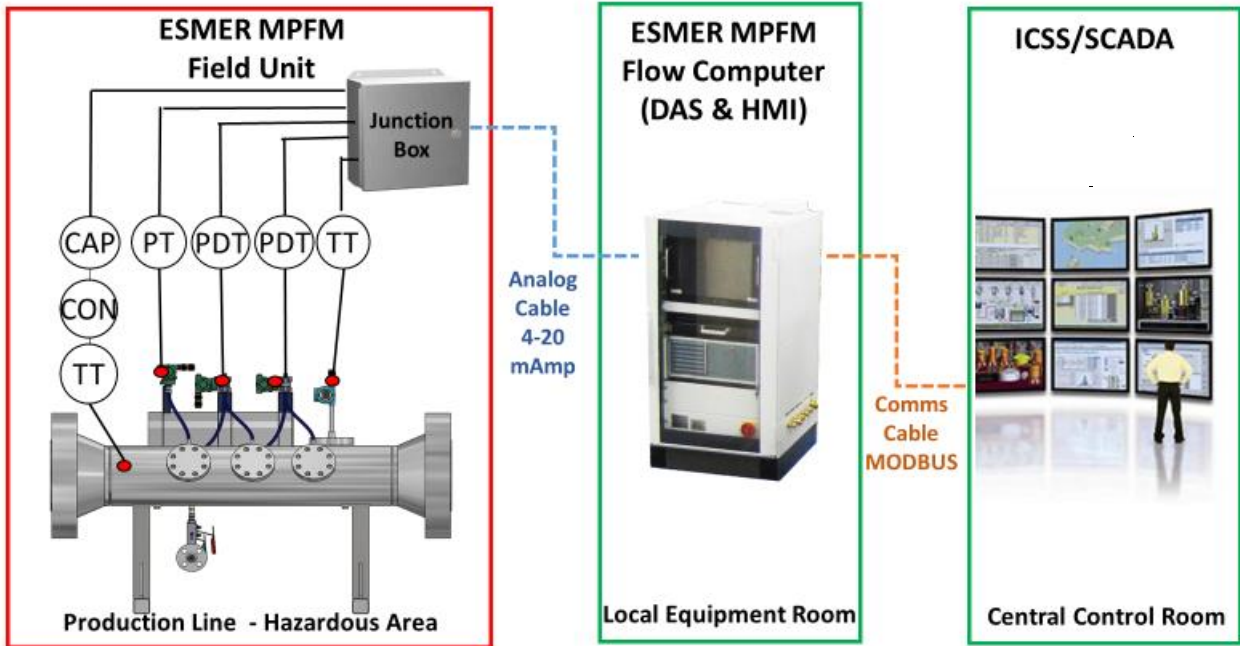 ESMER MPFM
Field Unit
Junction
Box
CAP
PT
PDT
PDT
TT
CON
TT
Production Line - Hazardous Area
Analog
Cable
4-20
mAmp
ESMER MPFM
Flow Computer
(DAS & HMI)
Local Equipment Room
Comms
Cable
MODBUS
ICSS/SCADA
Central Control Room